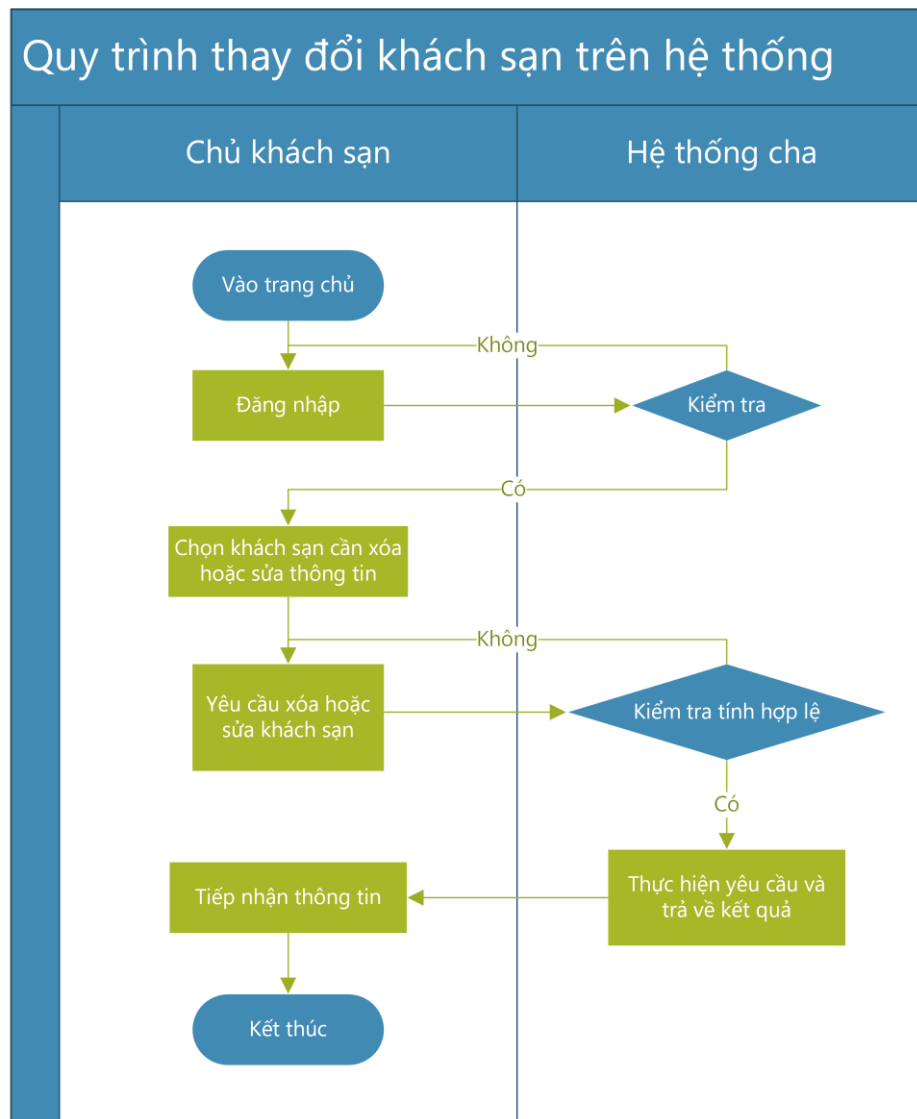 Quy trình thay đổi khách sạn trên hệ thống
Chủ khách sạn
Hệ thống cha
Vào trang chủ
Không
Đăng nhập
Kiểm tra
Có
Chọn khách sạn cần xóa
hoặc sửa thông tin
Không
Yêu cầu xóa hoặc
sửa khách sạn
Kiểm tra tính hợp lệ
Có
Tiếp nhận thông tin
Thực hiện yêu cầu và
trả về kết quả
Kết thúc